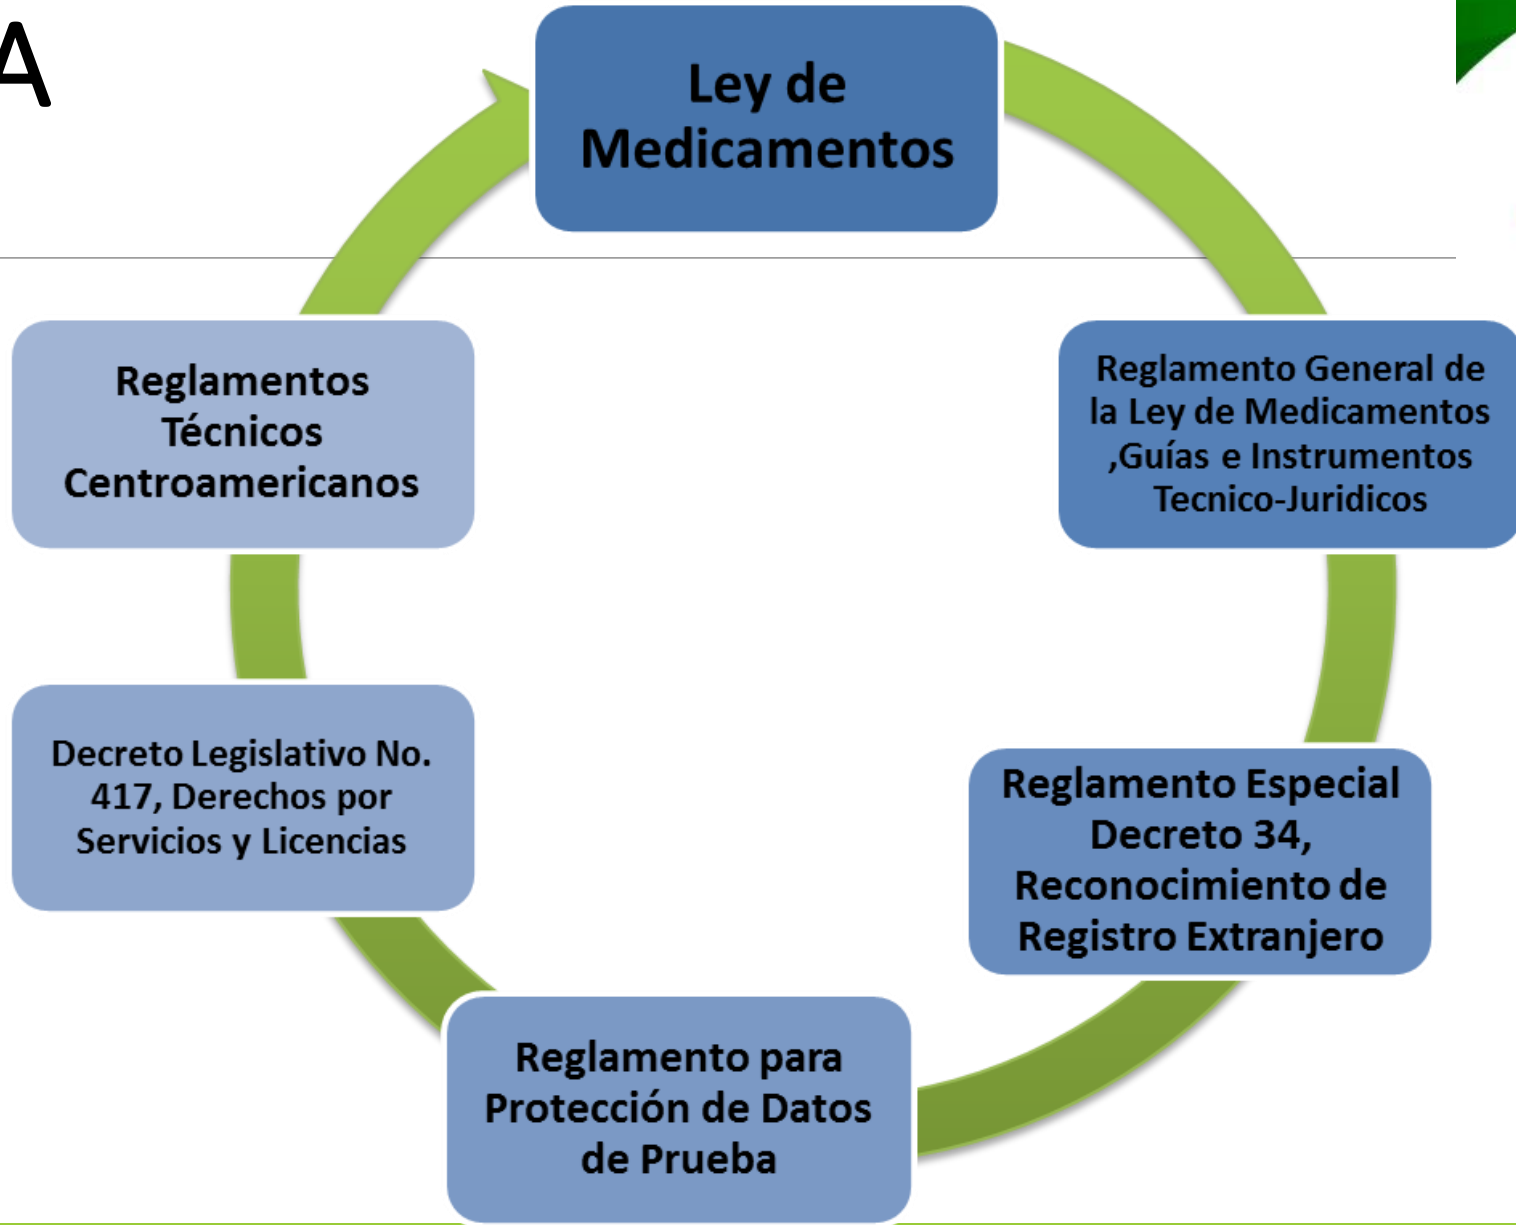 A
Ley de
Medicamentos
Reglamento General de
la Ley de Medicamentos
,Guías e Instrumentos
Tecnico-Juridicos
Reglamento Especial
Decreto 34,
Reconocimiento de
Registro Extranjero
Reglamento para
Protección de Datos
de Prueba
Decreto Legislativo No.
417, Derechos por
Servicios y Licencias
Reglamentos
Técnicos
Centroamericanos